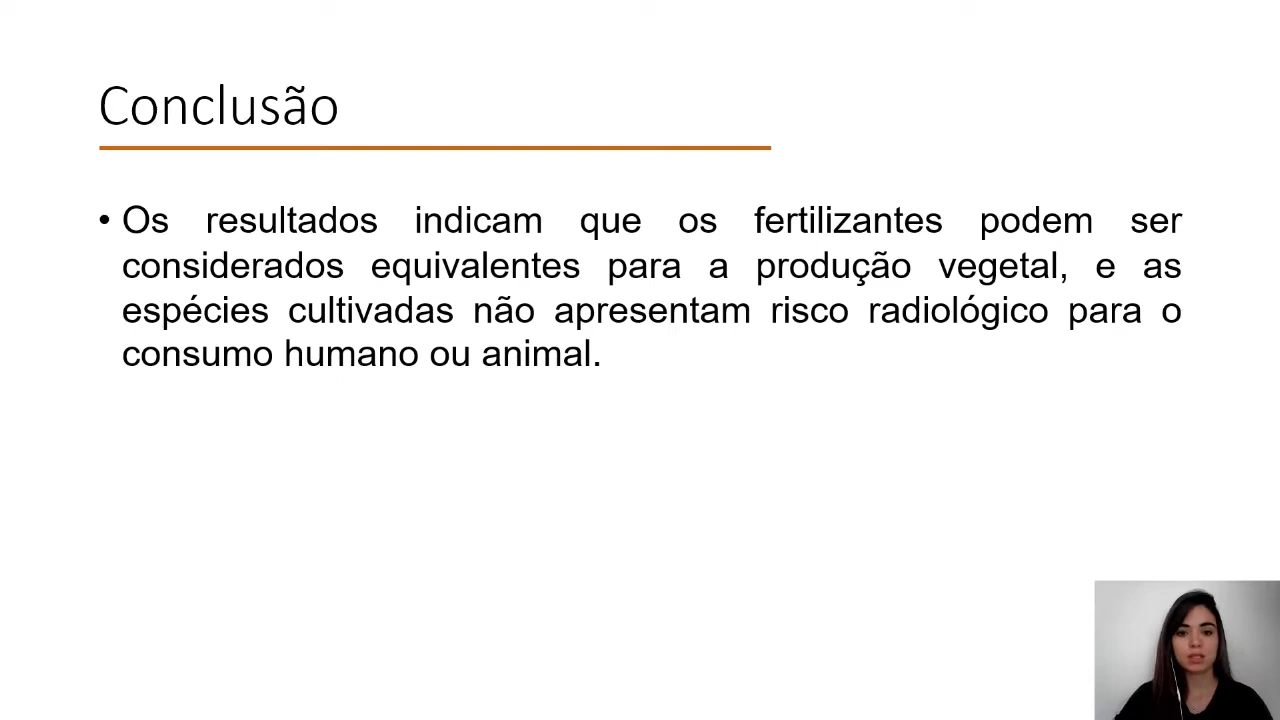 Conclusão
• Os resultados indicam que os fertilizantes podem ser
considerados equivalentes para a produção vegetal, e as
espécies cultivadas não apresentam risco radiológico para o
consumo humano ou animal.